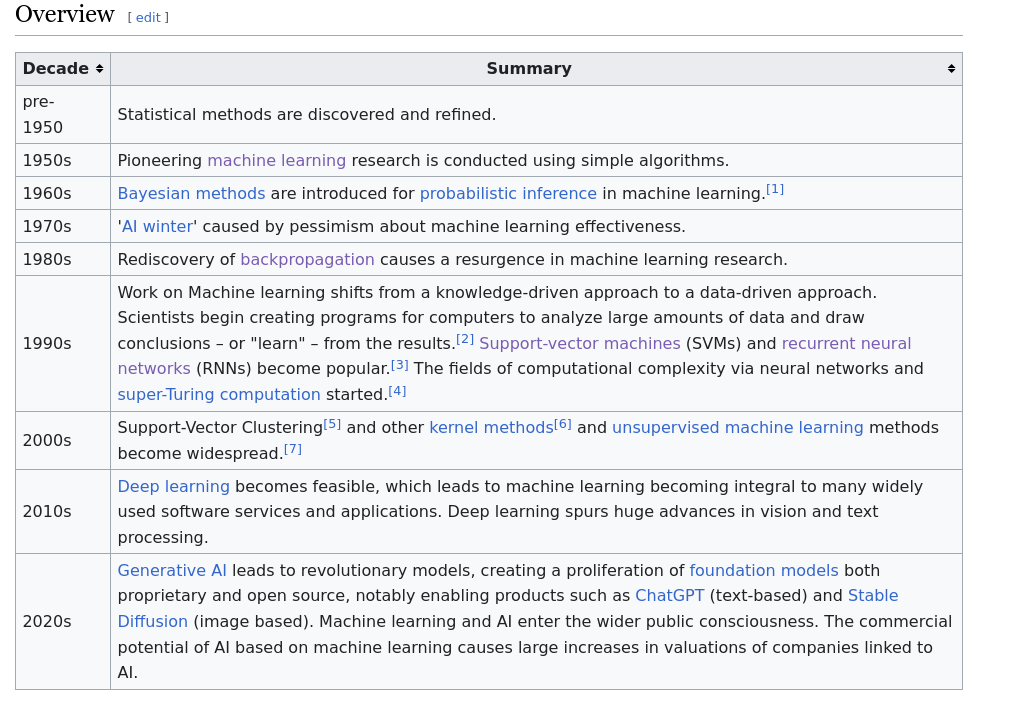 Overview [ edit ]
Decade Summary
pre-
1950
Statistical methods are discovered and refined.
1950s Pioneering machine learning research is conducted using simple algorithms.
1960s Bayesian methods are introduced for probabilistic inference in machine learning.[1]
1970s 'AI winter' caused by pessimism about machine learning effectiveness.
1980s Rediscovery of backpropagation causes a resurgence in machine learning research.
1990s
Work on Machine learning shifts from a knowledge-driven approach to a data-driven approach.
Scientists begin creating programs for computers to analyze large amounts of data and draw
conclusions – or "learn" – from the results.[2] Support-vector machines (SVMs) and recurrent neural
networks (RNNs) become popular.[3] The fields of computational complexity via neural networks and
super-Turing computation started.[4]
2000s
Support-Vector Clustering[5] and other kernel methods[6] and unsupervised machine learning methods
become widespread.[7]
2010s
Deep learning becomes feasible, which leads to machine learning becoming integral to many widely
used software services and applications. Deep learning spurs huge advances in vision and text
processing.
2020s
Generative AI leads to revolutionary models, creating a proliferation of foundation models both
proprietary and open source, notably enabling products such as ChatGPT (text-based) and Stable
Diffusion (image based). Machine learning and AI enter the wider public consciousness. The commercial
potential of AI based on machine learning causes large increases in valuations of companies linked to
AI.